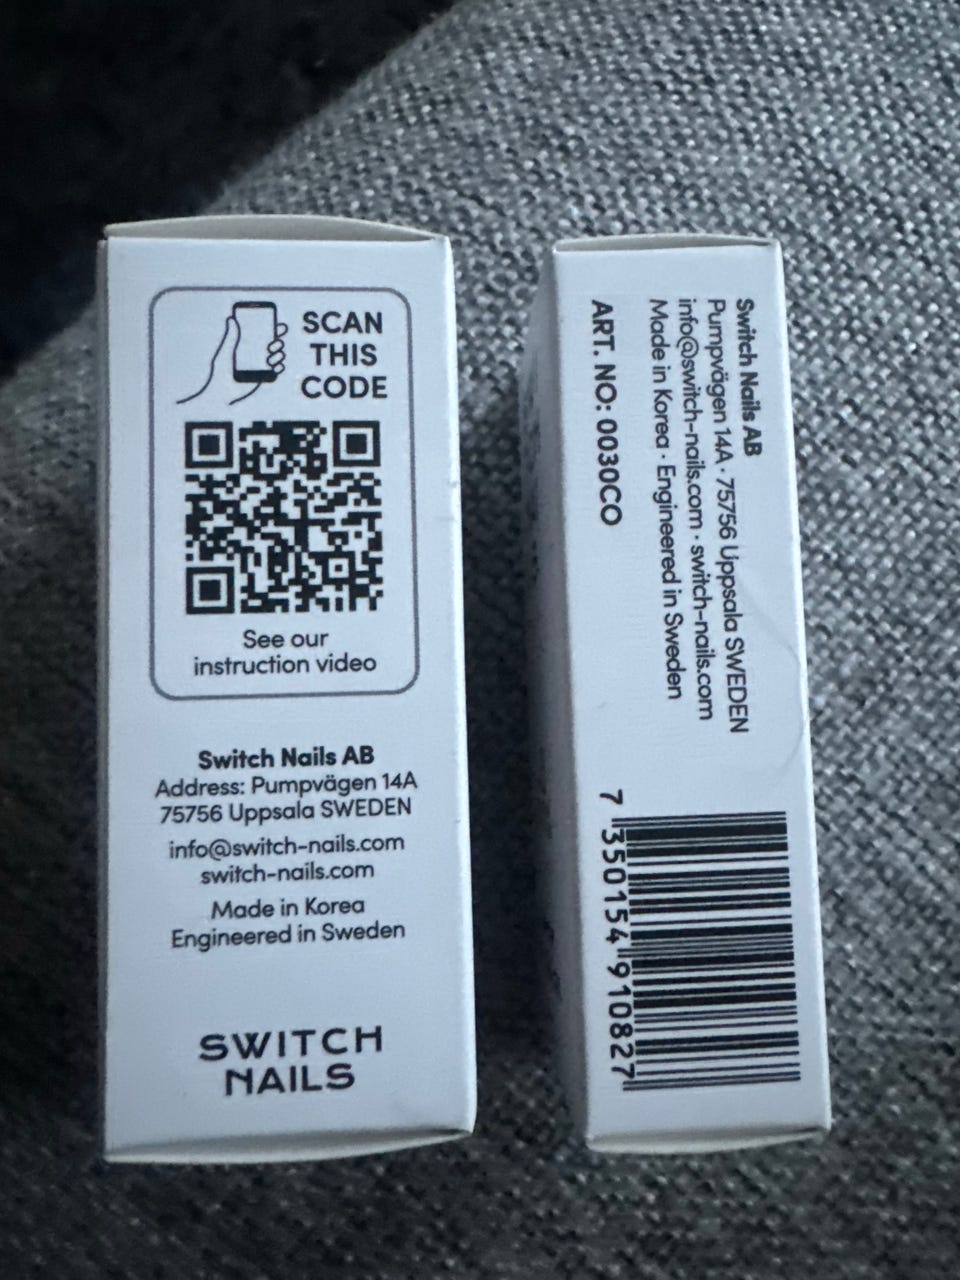 SCAN
THIS
CODE
See our
instruction video
Switch Nails AB
Address: Pumpvägen 14A
75756 Uppsala SWEDEN
info@switch-nails.com
switch-nails.com
Made in Korea
Engineered in Sweden
SWITCH
NAILS
Switch Nails AB
Pumpvägen 14A · 75756 Uppsala SWEDEN
info@switch-nails.com · switch-nails.com
Made in Korea · Engineered in Sweden
ART. NO: 0030CO
7 350154 910827